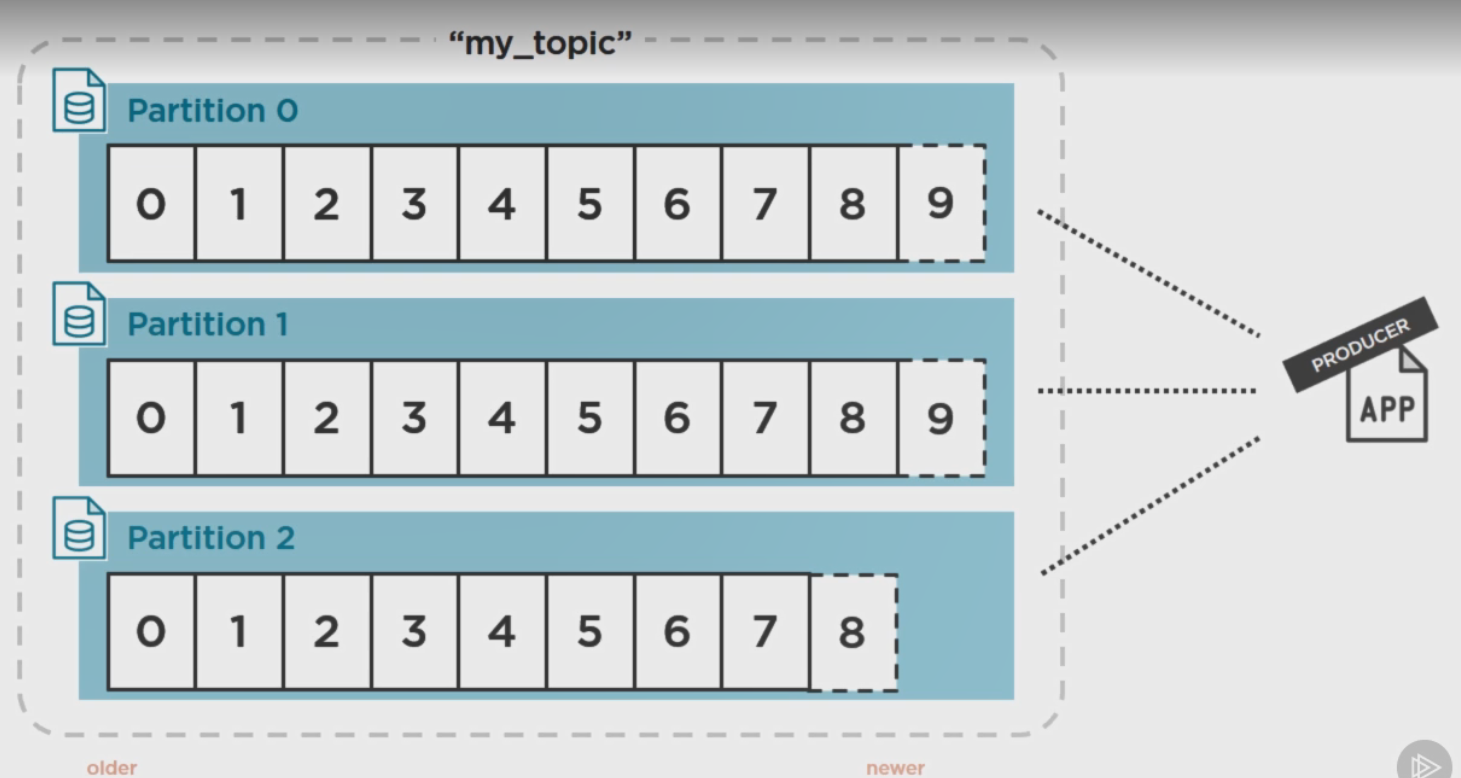 “my_topic”
Partition 0
0 1 2 3 4 5 6 7 8 9
Partition 1
0 1 2 3 4 5 6 7 8 9
Partition 2
0 1 2 3 4 5 6 7 8
PRODUCER
APP
older newer